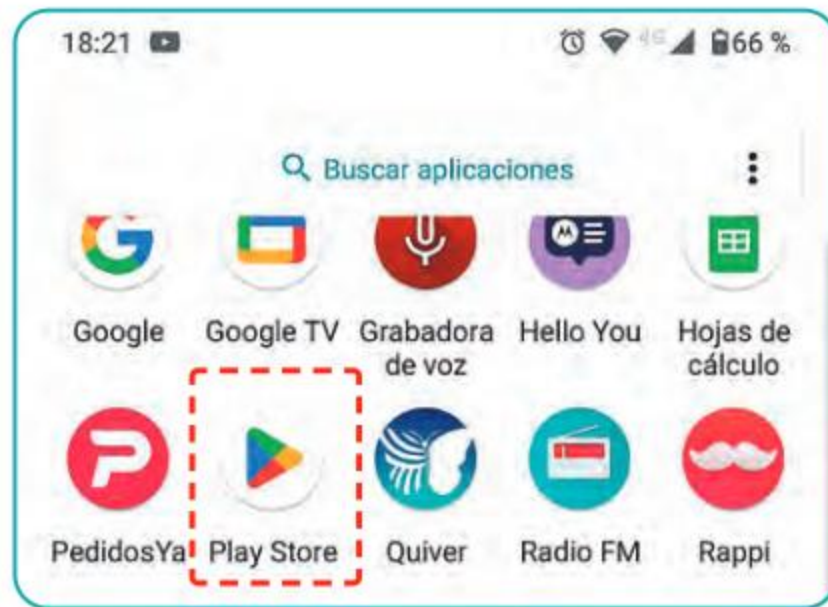 18:21 4G 66 %
Buscar aplicaciones
Google Google TV Grabadora de voz Hello You Hojas de cálculo
PedidosYa Play Store Quiver Radio FM Rappi